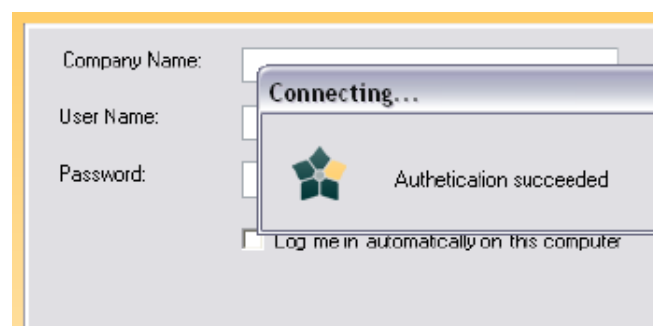 Company Name:
Connecting...
User Name:
Password:
Authetication succeeded
Log me in automatically on this computer